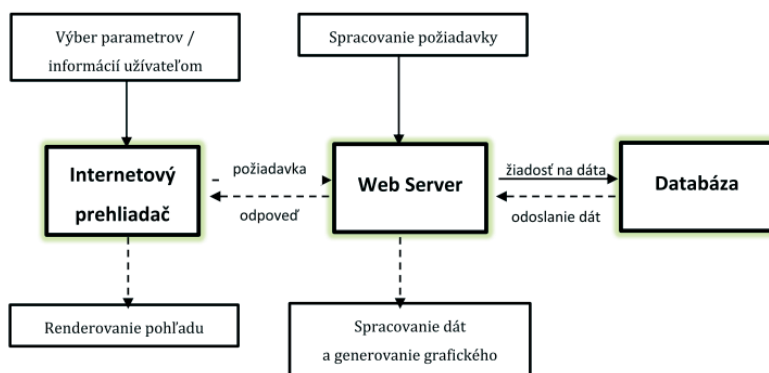 Výber parametrov /
informácií užívateľom
Spracovanie požiadavky
Internetový
prehliadač
požiadavka
odpoveď
Web Server
žiadosť na dáta
odoslanie dát
Databáza
Renderovanie pohľadu
Spracovanie dát
a generovanie grafického